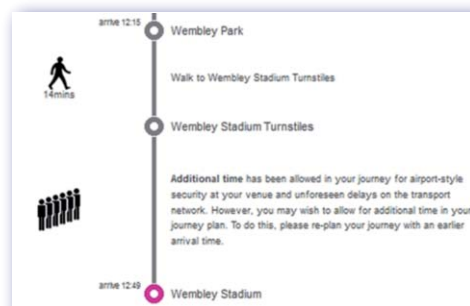 arrive 12:15
Wembley Park
14mins
Walk to Wembley Stadium Turnstiles
Wembley Stadium Turnstiles
Additional time has been allowed in your journey for airport-style
security at your venue and unforeseen delays on the transport
network. However, you may wish to allow for additional time in your
journey plan. To do this, please re-plan your journey with an earlier
arrival time.
arrive 12:49
Wembley Stadium